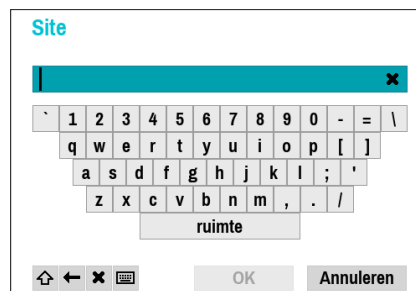 Site
` 1 2 3 4 5 6 7 8 9 0 - = \
q w e r t y u i o p [ ]
a s d f g h j k l ; '
z x c v b n m , . /
ruimte
OK Annuleren